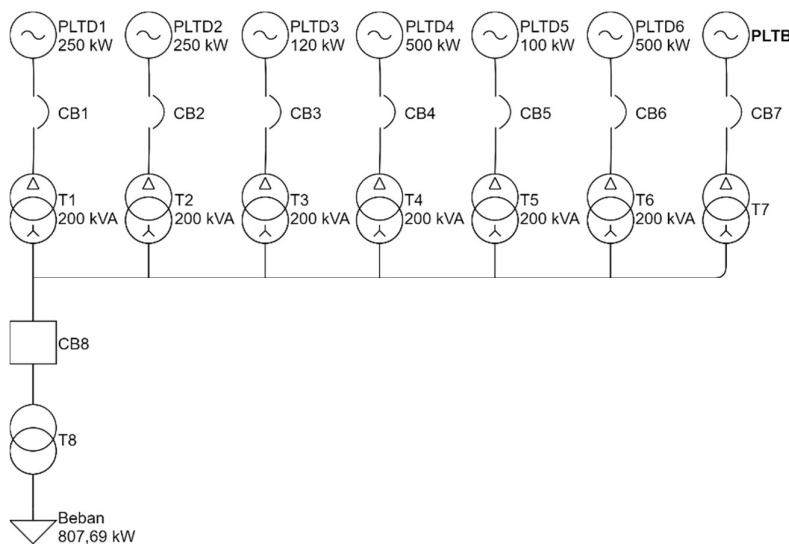 PLTD1
250 kW
PLTD2
250 kW
PLTD3
120 kW
PLTD4
500 kW
PLTD5
100 kW
PLTD6
500 kW
PLTB
CB1
CB2
CB3
CB4
CB5
CB6
CB7
T1
200 kVA
T2
200 kVA
T3
200 kVA
T4
200 kVA
T5
200 kVA
T6
200 kVA
T7
CB8
T8
Beban
807,69 kW